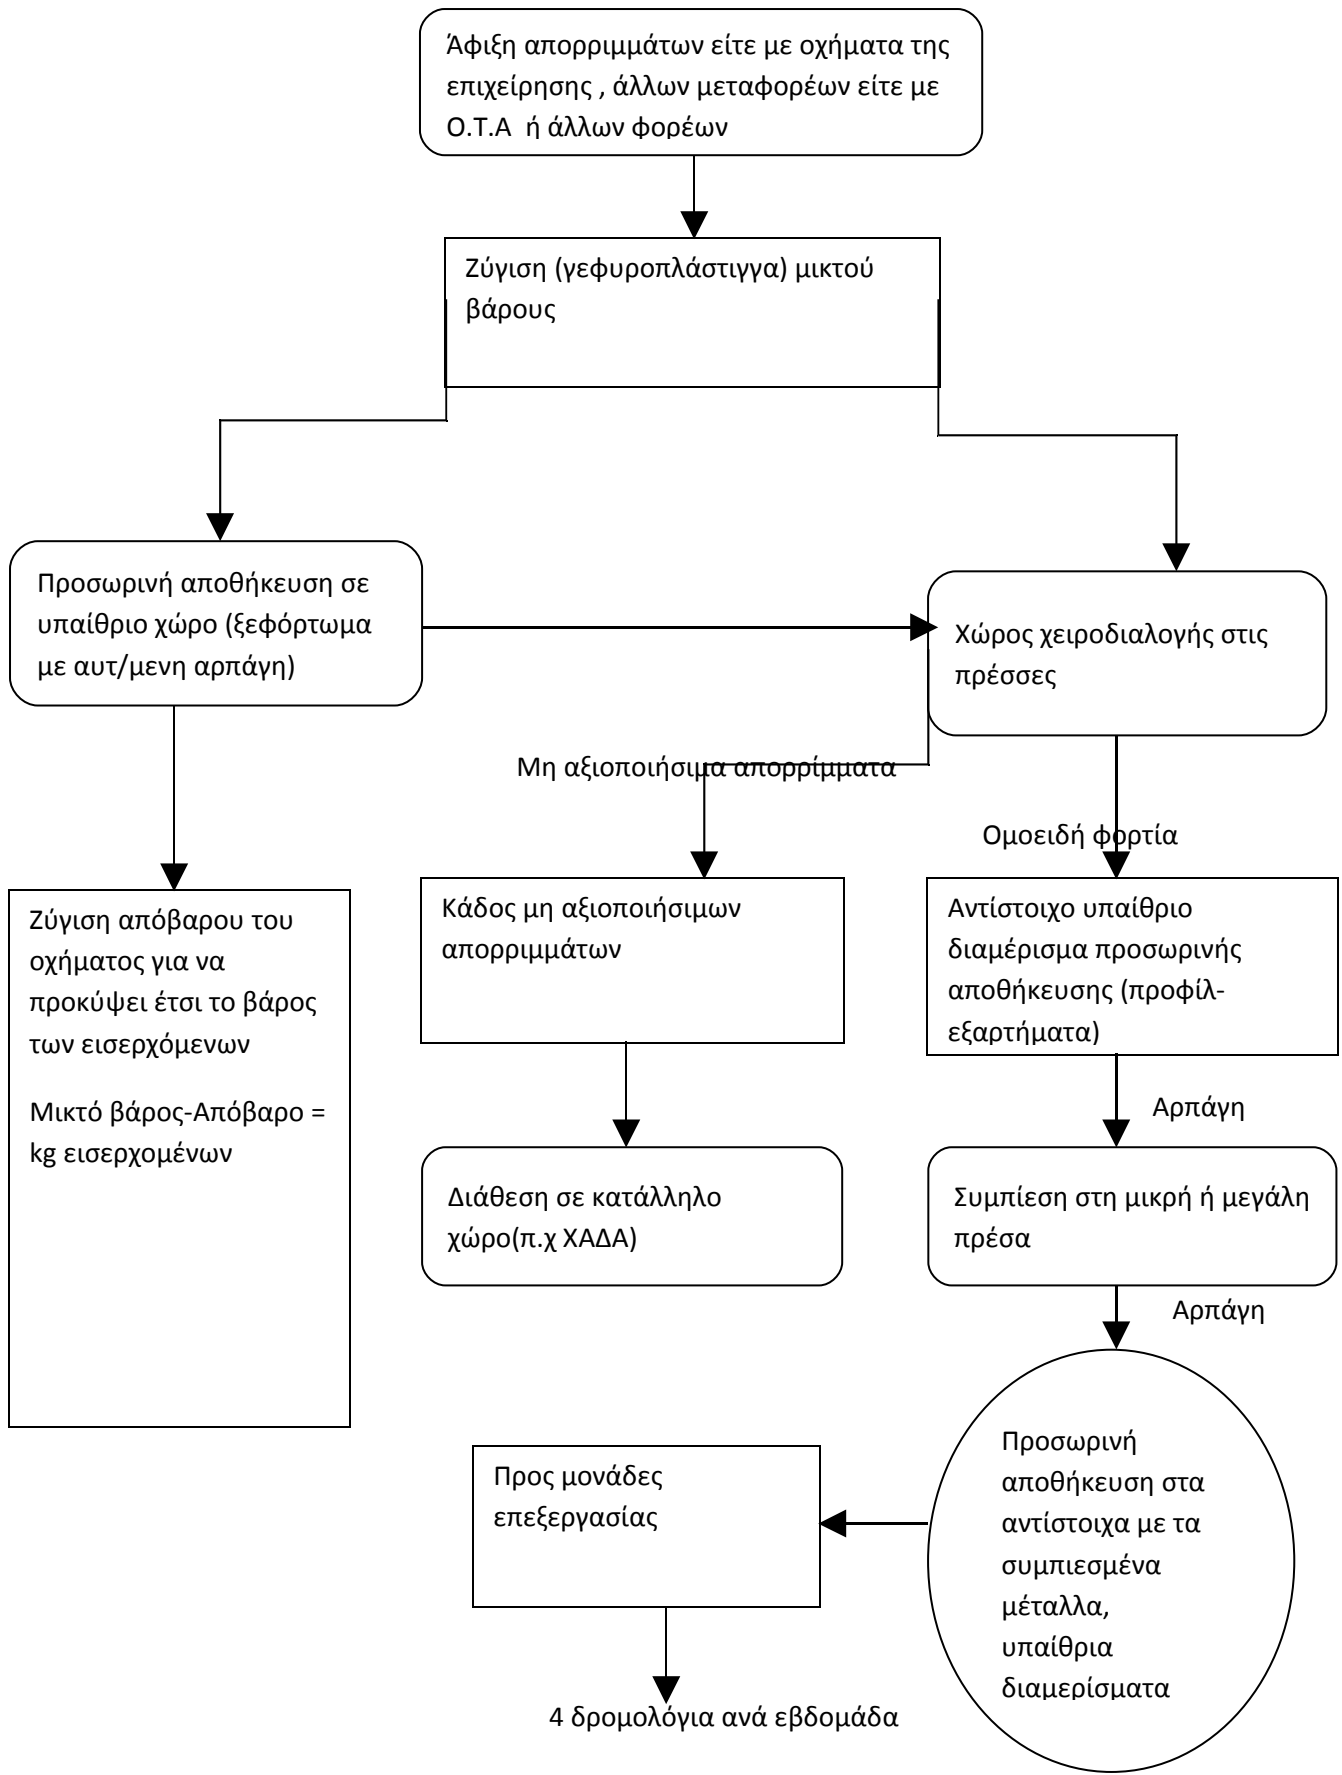 Άφιξη απορριμμάτων είτε με οχήματα της
επιχείρησης , άλλων μεταφορέων είτε με
Ο.Τ.Α  ή άλλων φορέων
Ζύγιση (γεφυροπλάστιγγα) μικτού
βάρους
Προσωρινή αποθήκευση σε
υπαίθριο χώρο (ξεφόρτωμα
με αυτ/μενη αρπάγη)
Χώρος χειροδιαλογής στις
πρέσσες
Μη αξιοποιήσιμα απορρίμματα
Ομοειδή φορτία
Ζύγιση απόβαρου του
οχήματος για να
προκύψει έτσι το βάρος
των εισερχόμενων
Μικτό βάρος-Απόβαρο =
kg εισερχομένων
Κάδος μη αξιοποιήσιμων
απορριμμάτων
Αντίστοιχο υπαίθριο
διαμέρισμα προσωρινής
αποθήκευσης (προφίλ-
εξαρτήματα)
Αρπάγη
Διάθεση σε κατάλληλο
χώρο(π.χ ΧΑΔΑ)
Συμπίεση στη μικρή ή μεγάλη
πρέσα
Αρπάγη
Προσωρινή
αποθήκευση στα
αντίστοιχα με τα
συμπιεσμένα
μέταλλα,
υπαίθρια
διαμερίσματα
Προς μονάδες
επεξεργασίας
4 δρομολόγια ανά εβδομάδα